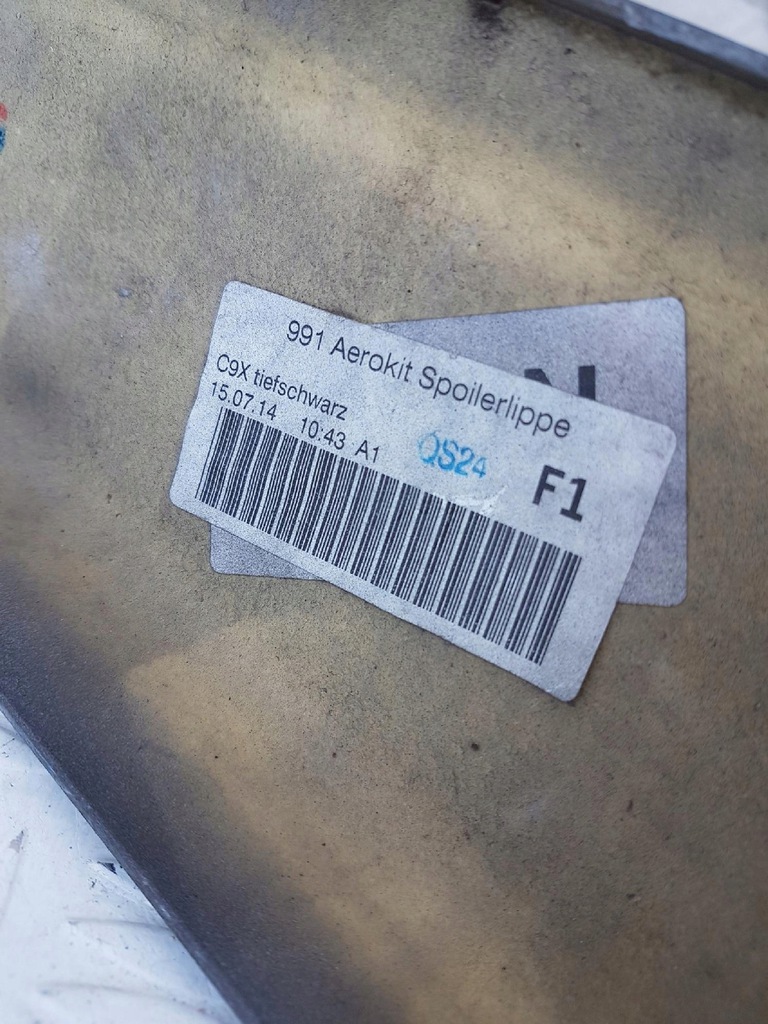 991 Aerokit Spoilerlippe
C9X tiefschwarz
15.07.14 10:43 A1
QS24
F1
N